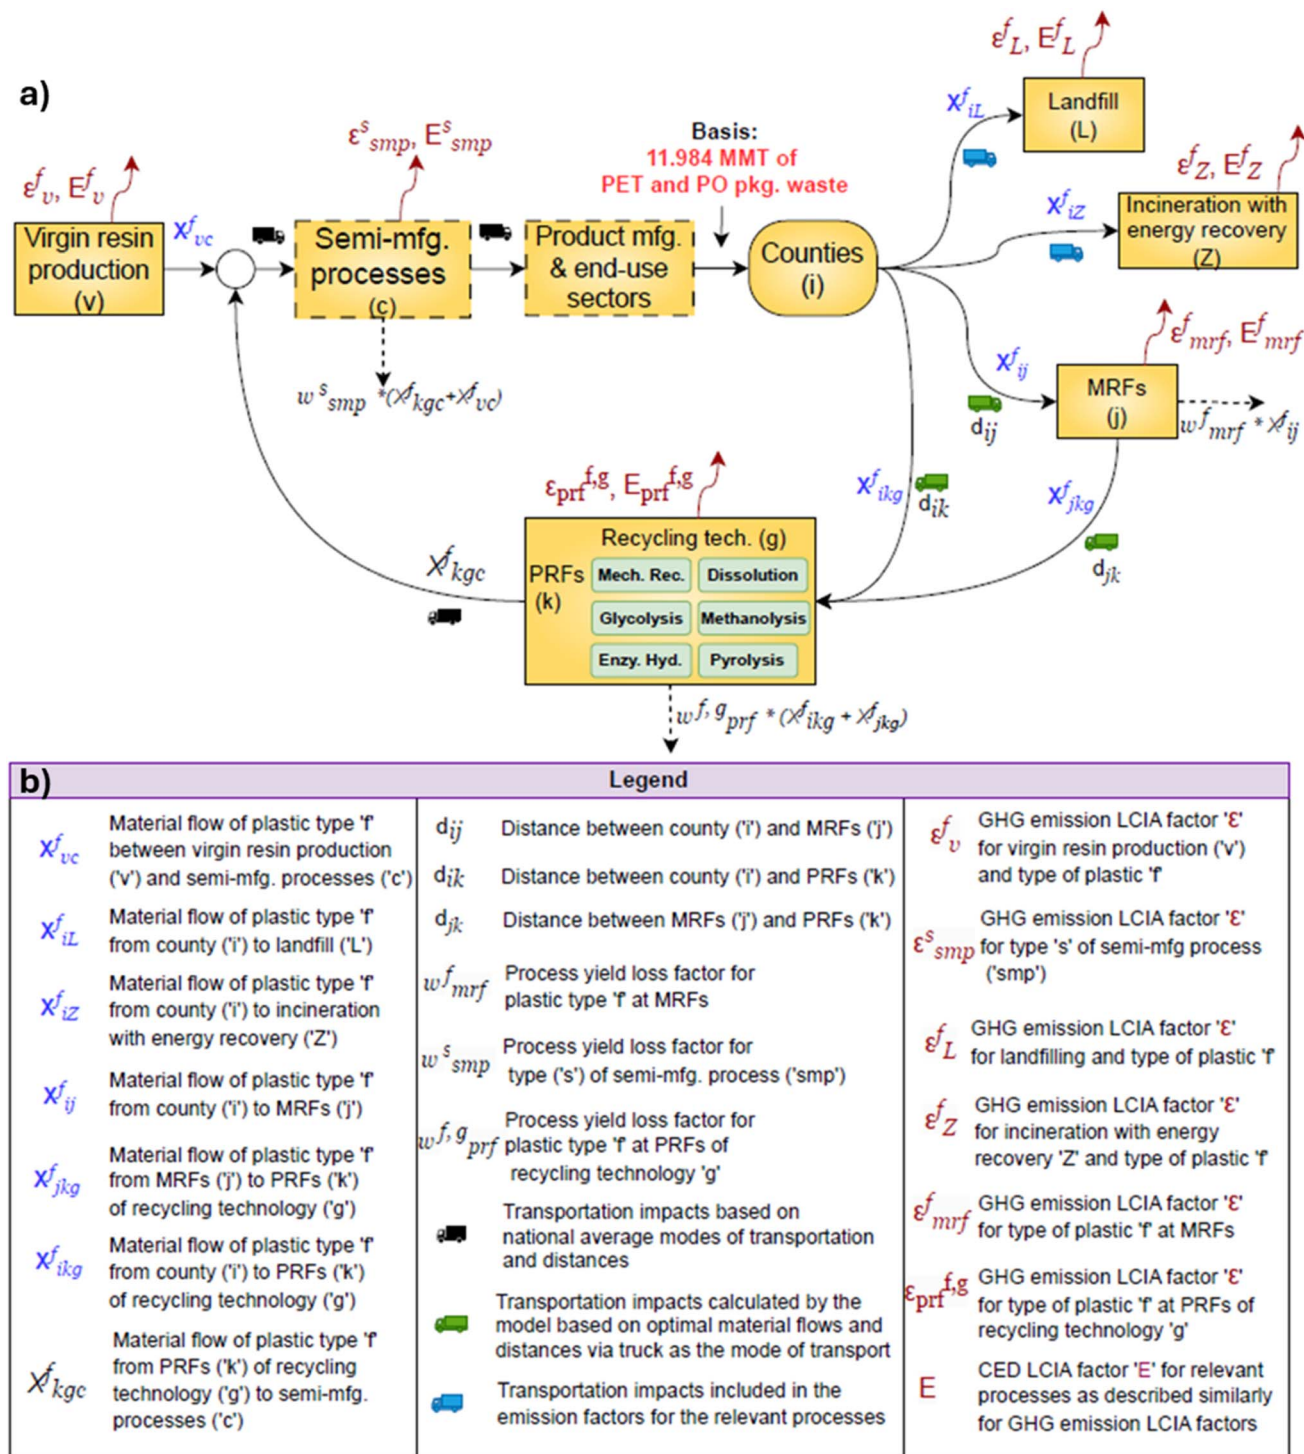 a)
ε^f_L, E^f_L
Landfill
(L)
X^f_iL
Basis:
11.984 MMT of
PET and PO pkg. waste
ε^s_smp, E^s_smp
ε^f_v, E^f_v
ε^f_Z, E^f_Z
Virgin resin
production
(v)
X^f_vc
Semi-mfg.
processes
(c)
Product mfg.
& end-use
sectors
Counties
(i)
X^f_iZ
Incineration with
energy recovery
(Z)
w^s_smp *(X^f_kgc+X^f_vc)
X^f_ij
d_ij
ε^f_mrf, E^f_mrf
MRFs
(j)
w^f_mrf * X^f_ij
ε_prf^f,g, E_prf^f,g
X^f_ikg
d_ik
X^f_jkg
d_jk
X^f_kgc
PRFs
(k)
Recycling tech. (g)
Mech. Rec.
Dissolution
Glycolysis
Methanolysis
Enzy. Hyd.
Pyrolysis
w^f,g_prf *(X^f_ikg + X^f_jkg)
b)
Legend
X^f_vc
Material flow of plastic type 'f'
between virgin resin production
('v') and semi-mfg. processes ('c')
X^f_iL
Material flow of plastic type 'f'
from county ('i') to landfill ('L')
X^f_iZ
Material flow of plastic type 'f'
from county ('i') to incineration
with energy recovery ('Z')
X^f_ij
Material flow of plastic type 'f'
from county ('i') to MRFs ('j')
X^f_jkg
Material flow of plastic type 'f'
from MRFs ('j') to PRFs ('k')
of recycling technology ('g')
X^f_ikg
Material flow of plastic type 'f'
from county ('i') to PRFs ('k')
of recycling technology ('g')
X^f_kgc
Material flow of plastic type 'f'
from PRFs ('k') of recycling
technology ('g') to semi-mfg.
processes ('c')
d_ij
Distance between county ('i') and MRFs ('j')
d_ik
Distance between county ('i') and PRFs ('k')
d_jk
Distance between MRFs ('j') and PRFs ('k')
w^f_mrf
Process yield loss factor for
plastic type 'f' at MRFs
w^s_smp
Process yield loss factor for
type ('s') of semi-mfg. process ('smp')
w^f,g_prf
Process yield loss factor for
plastic type 'f' at PRFs of
recycling technology 'g'
Transportation impacts based on
national average modes of transportation
and distances
Transportation impacts calculated by the
model based on optimal material flows and
distances via truck as the mode of transport
Transportation impacts included in the
emission factors for the relevant processes
ε^f_v
GHG emission LCIA factor 'Ɛ'
for virgin resin production ('v')
and type of plastic 'f'
ε^s_smp
GHG emission LCIA factor 'Ɛ'
for type 's' of semi-mfg process
('smp')
ε^f_L
GHG emission LCIA factor 'Ɛ'
for landfilling and type of plastic 'f'
ε^f_Z
GHG emission LCIA factor 'Ɛ'
for incineration with energy
recovery 'Z' and type of plastic 'f'
ε^f_mrf
GHG emission LCIA factor 'Ɛ'
for type of plastic 'f' at MRFs
ε_prf^f,g
GHG emission LCIA factor 'Ɛ'
for type of plastic 'f' at PRFs of
recycling technology 'g'
E
CED LCIA factor 'E' for relevant
processes as described similarly
for GHG emission LCIA factors